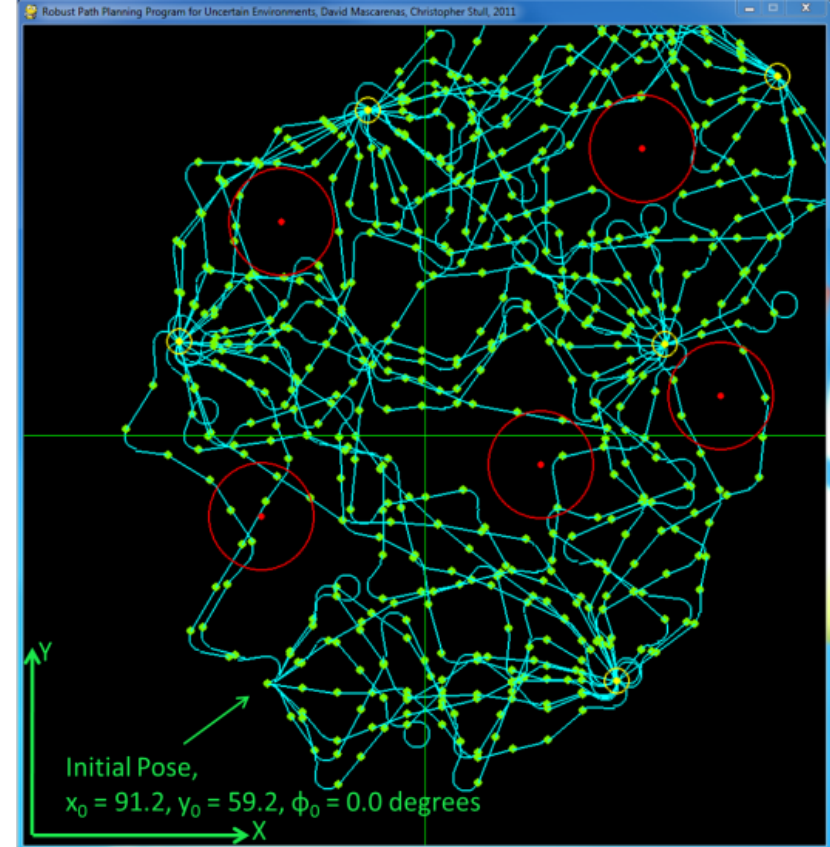 Robust Path Planning Program for Uncertain Environments, David Mascarenas, Christopher Stull, 2011
Y
Initial Pose,
x₀ = 91.2, y₀ = 59.2, ϕ₀ = 0.0 degrees
X